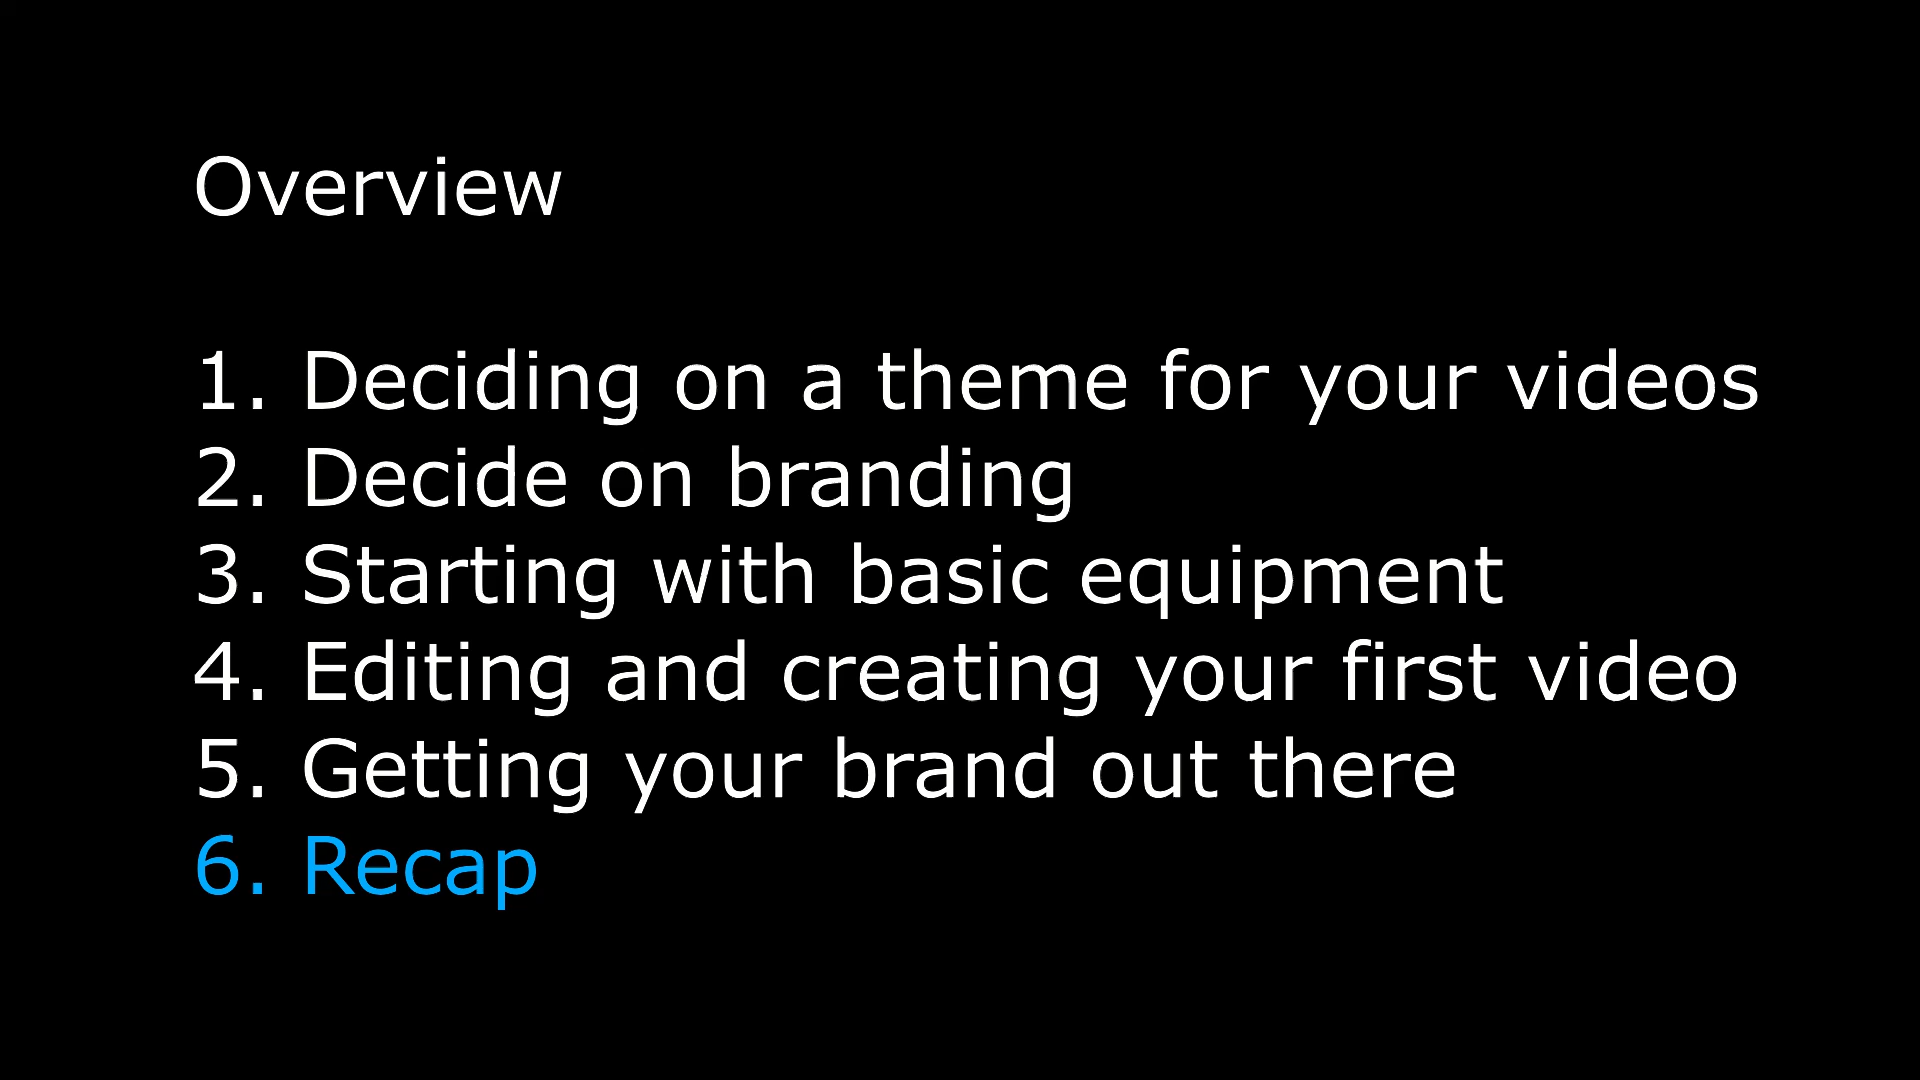 Overview
1. Deciding on a theme for your videos
2. Decide on branding
3. Starting with basic equipment
4. Editing and creating your first video
5. Getting your brand out there
6. Recap